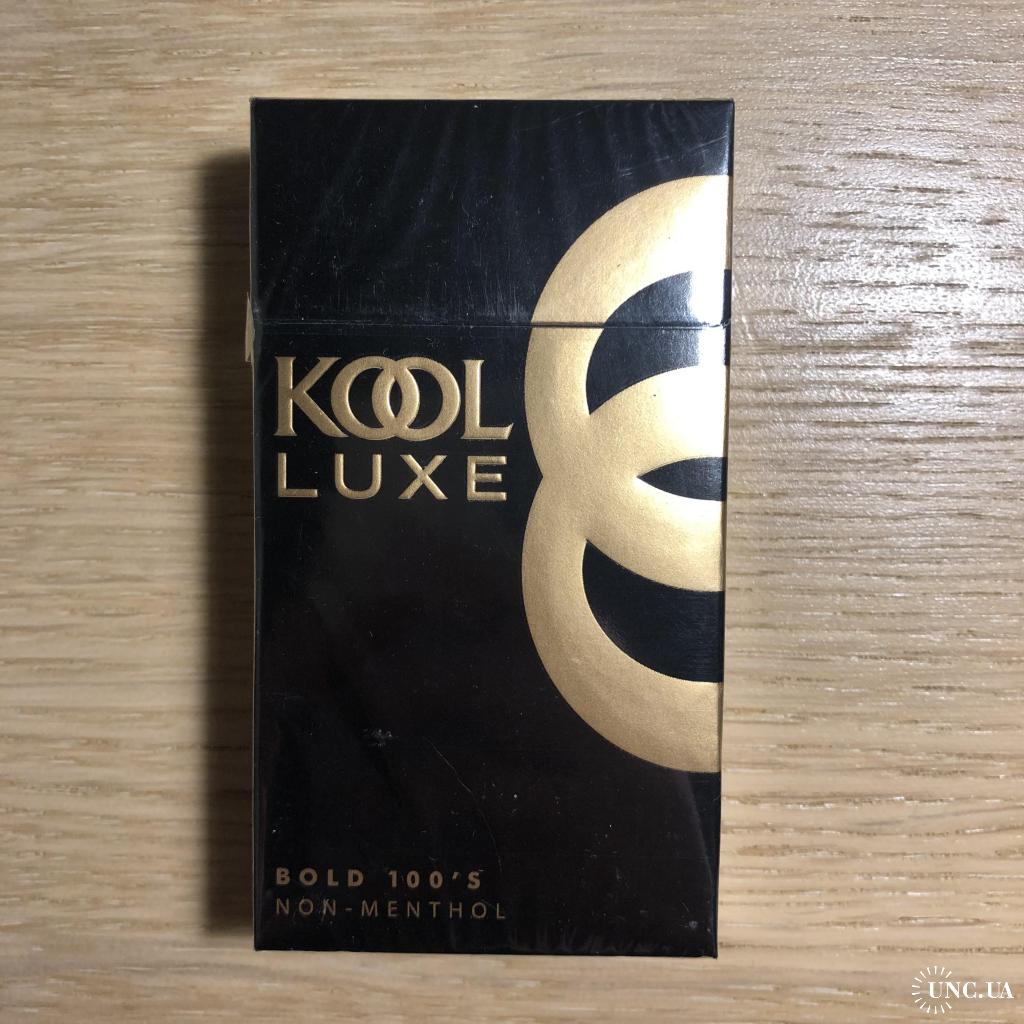 KOOL
LUXE
BOLD 100'S
NON-MENTHOL
UNC.UA